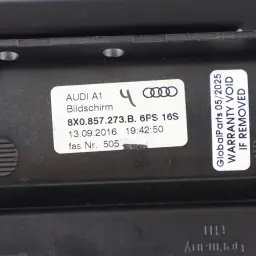 AUDI A1
4
Bildschirm
8X0.857.273.B. 6PS 16S
13.09.2016 19:42:50
fas Nr. 505
GlobalParts 05/2025
WARRANTY VOID
IF REMOVED
Germany